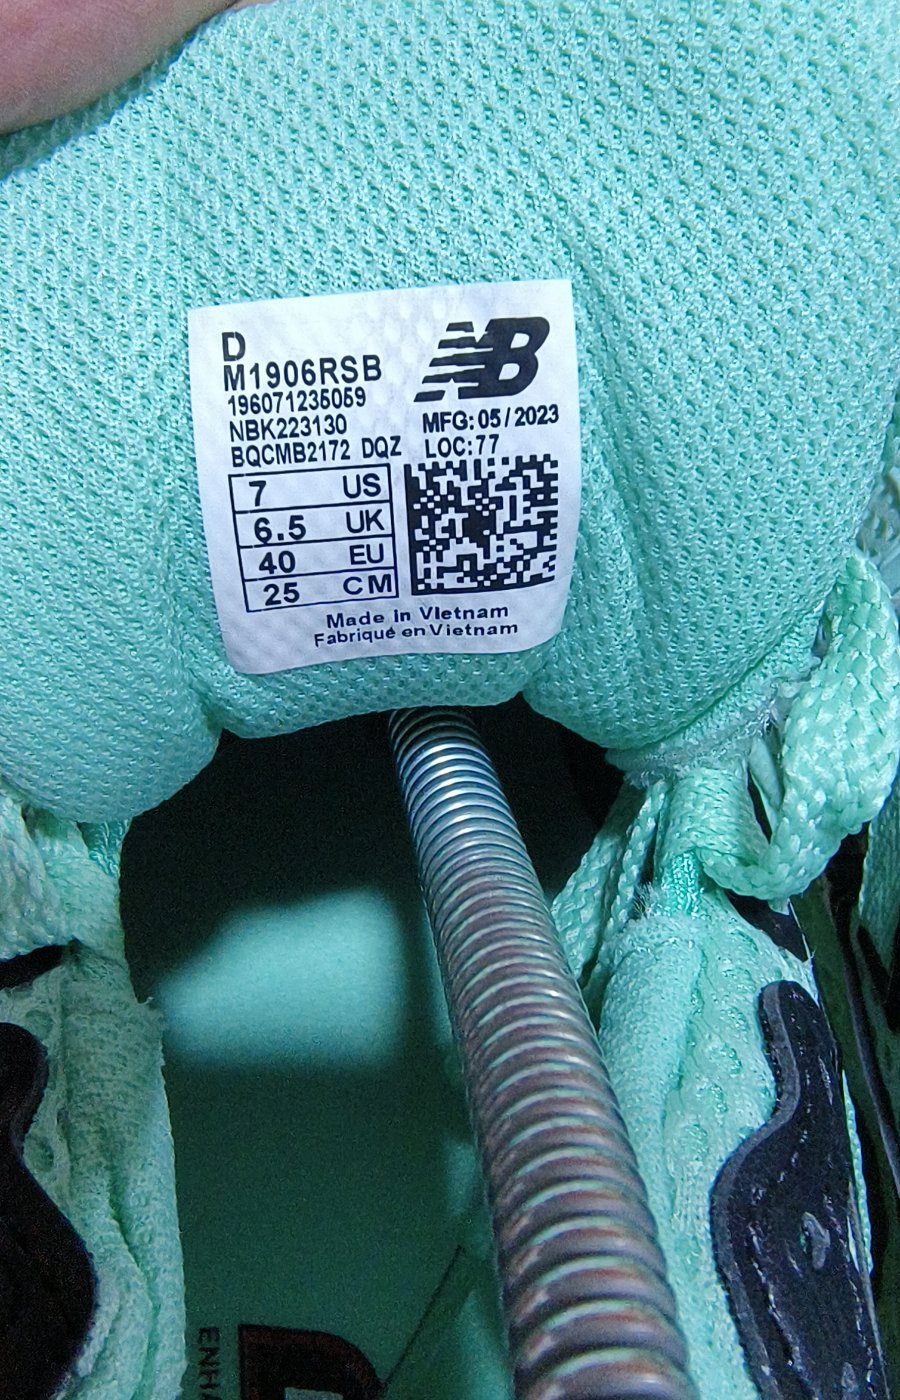 D
M1906RSB
196071235059
NBK223130
BQCMB2172 DQZ
NB
MFG:05/2023
LOC:77
7 US
6.5 UK
40 EU
25 CM
Made in Vietnam
Fabriqué en Vietnam